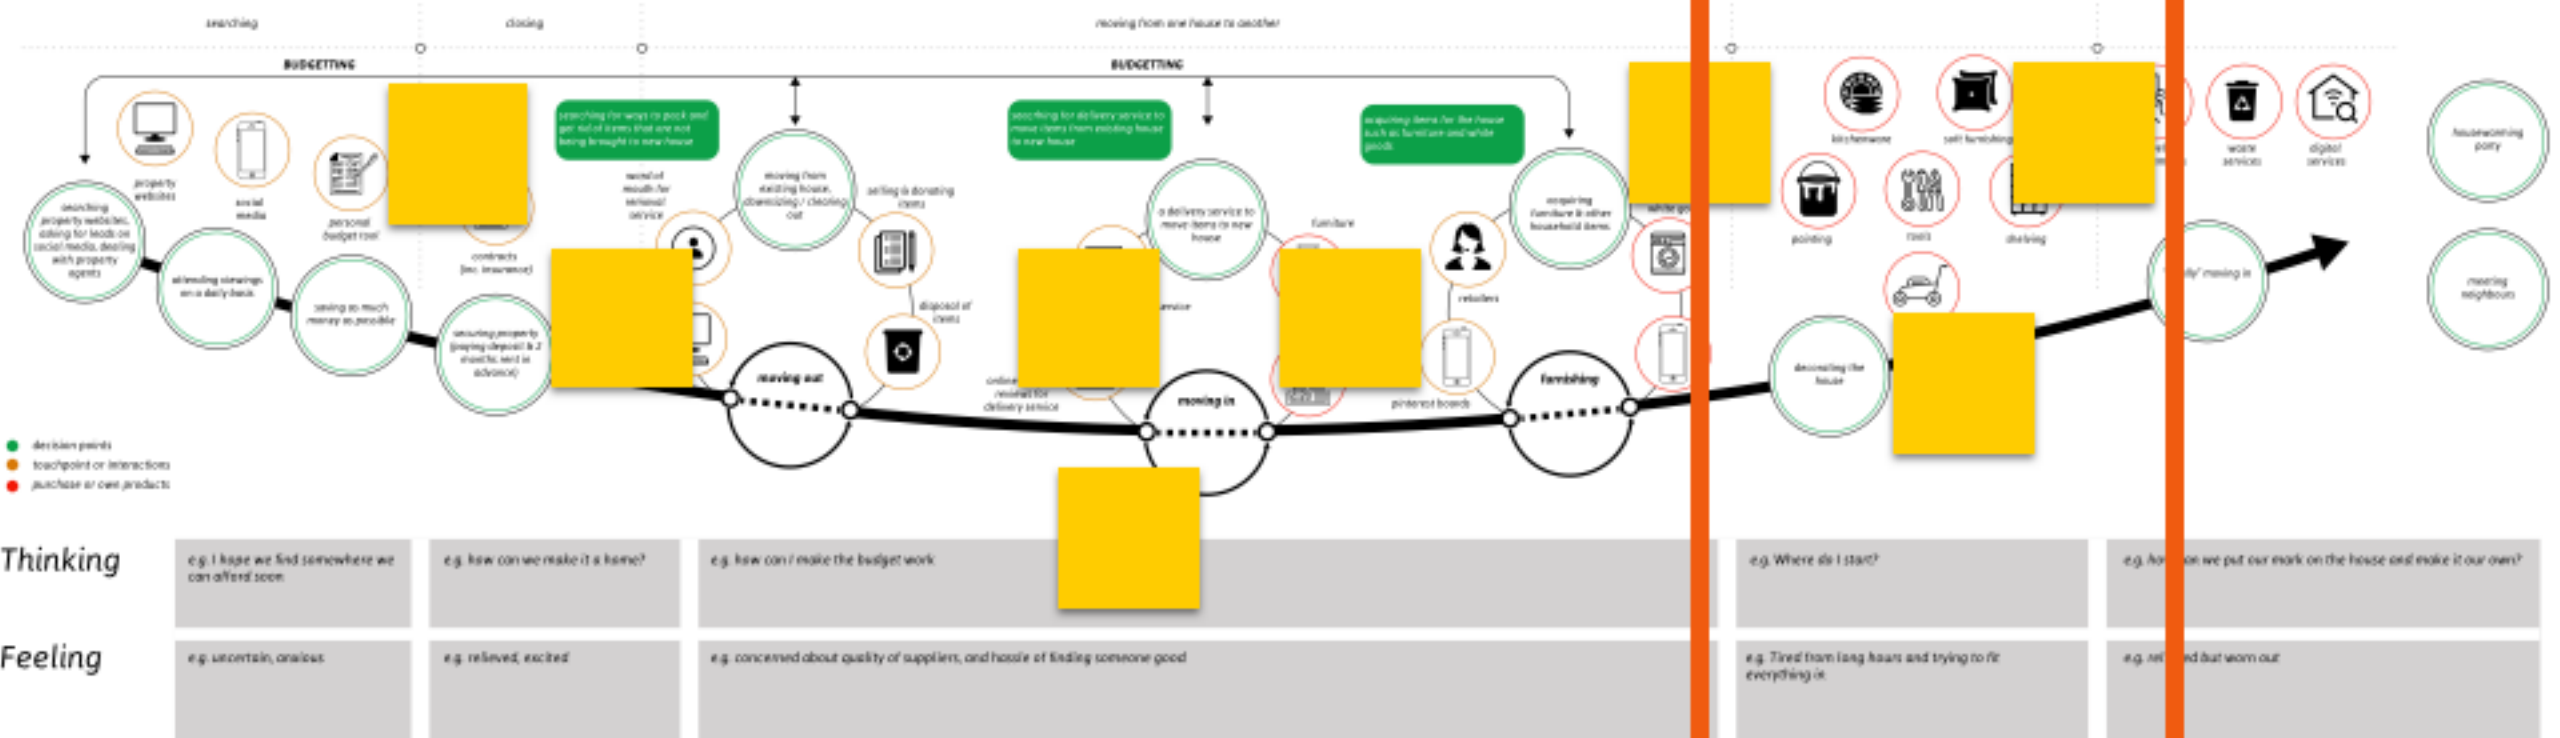 searching
closing
moving from one house to another
BUDGETTING
BUDGETTING
property
websites
social
media
personal
budget tool
contracts
(inc. insurance)
searching
property websites,
asking for leads on
social media, dealing
with property
agents
attending viewings
on a daily basis
saving as much
money as possible
securing property
(paying deposit & 2
months rent in
advance)
searching for ways to pack and
get rid of items that are not
being brought to new house
word of
mouth for
removal
service
moving from
existing house,
downsizing / clearing
out
selling & donating
items
disposal of
items
moving out
searching for delivery service to
move items from existing house
to new house
a delivery service to
move items to new
house
furniture
service
online
reviews for
delivery service
moving in
acquiring items for the house
such as furniture and white
goods
acquiring
furniture & other
household items
retailers
pinterest boards
furnishing
kitchenware
soft furnishing
painting
tools
shelving
decorating the
house
waste
services
digital
services
moving in
housewarming
party
meeting
neighbours
decision points
touchpoint or interactions
purchase or own products
Thinking
e.g. I hope we find somewhere we
can afford soon
e.g. how can we make it a home?
e.g. how can I make the budget work
e.g. Where do I start?
e.g. how can we put our mark on the house and make it our own?
Feeling
e.g. uncertain, anxious
e.g. relieved, excited
e.g. concerned about quality of suppliers, and hassle of finding someone good
e.g. Tired from long hours and trying to fit
everything in
e.g. relieved but worn out